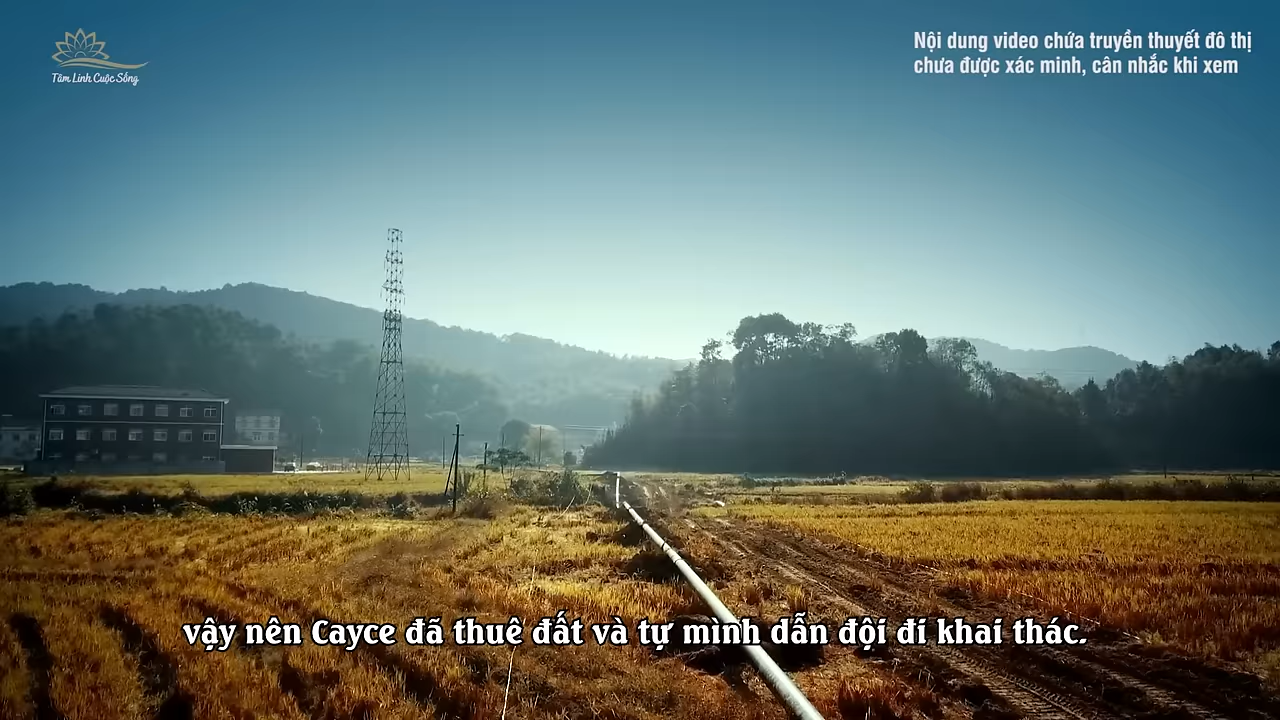 Tâm Linh Cuộc Sống
Nội dung video chứa truyền thuyết đô thị
chưa được xác minh, cân nhắc khi xem
vậy nên Cayce đã thuê đất và tự mình dẫn đội đi khai thác.